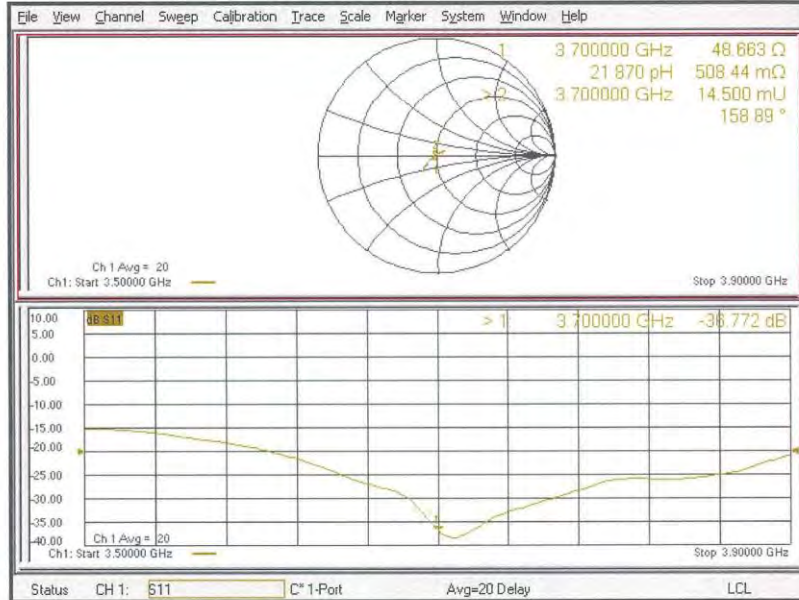 File View Channel Sweep Calibration Trace Scale Marker System Window Help
1 3.700000 GHz 48.663 Ω
21.870 pH 508.44 mΩ
> 2 3.700000 GHz 14.500 mU
158.89 °
Ch 1 Avg = 20
Ch1: Start 3.50000 GHz
Stop 3.90000 GHz
10.00
dB S11
> 1 3.700000 GHz -36.772 dB
5.00
0.00
-5.00
-10.00
-15.00
-20.00
-25.00
-30.00
-35.00
1
-40.00
Ch 1 Avg = 20
Ch1: Start 3.50000 GHz
Stop 3.90000 GHz
Status CH 1: S11 C* 1-Port Avg=20 Delay LCL